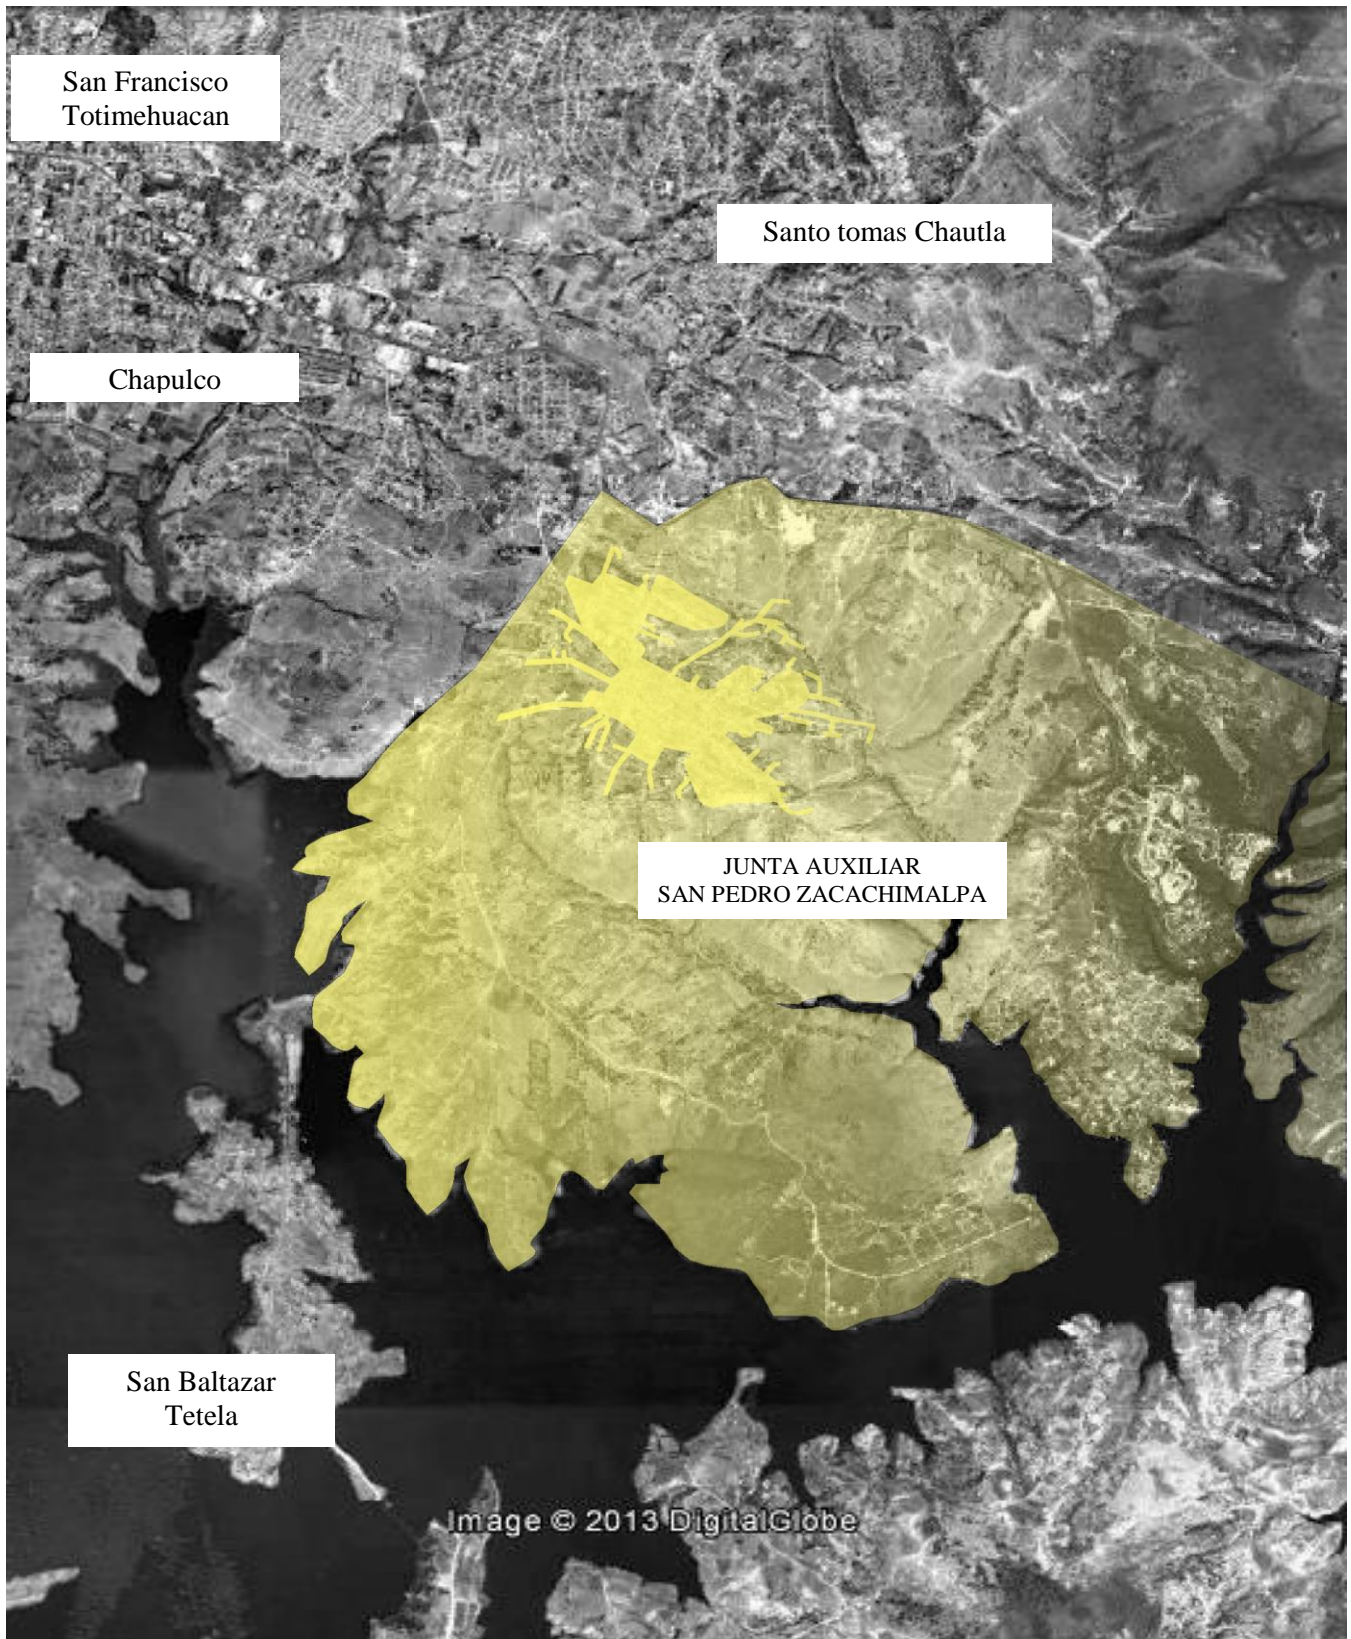 San Francisco
Totimehuacan
Santo tomas Chautla
Chapulco
JUNTA AUXILIAR
SAN PEDRO ZACACHIMALPA
San Baltazar
Tetela
Image © 2013 DigitalGlobe